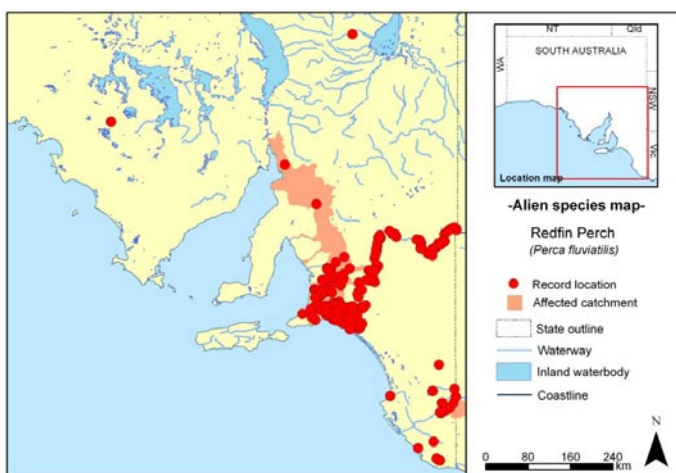 NT
Qld
SOUTH AUSTRALIA
WA
NSW
Vic
Location map
-Alien species map-
Redfin Perch
(Perca fluviatilis)
Record location
Affected catchment
State outline
Waterway
Inland waterbody
Coastline
N
0 80 160 240
km